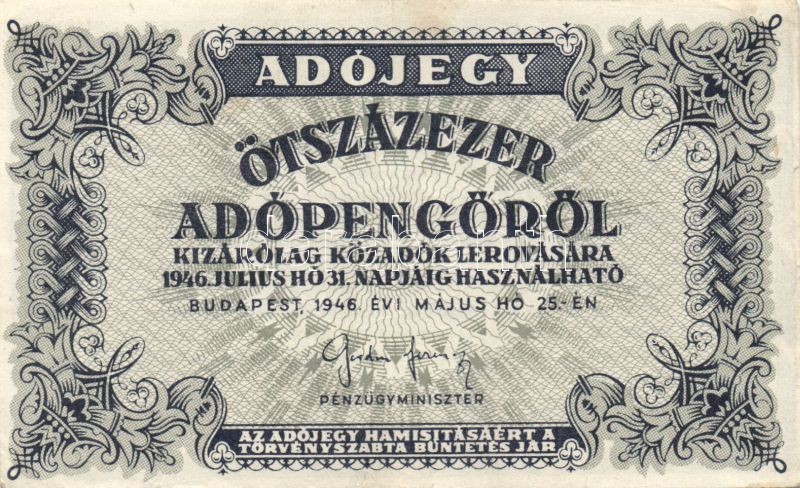 ADÓJEGY
ÖTSZÁZEZER
ADÓPENGŐRŐL
KIZÁRÓLAG KÖZADÓK LEROVÁSÁRA
1946. JULIUS HÓ 31. NAPJÁIG HASZNÁLHATÓ
BUDAPEST, 1946. ÉVI MÁJUS HÓ 25.-ÉN
PÉNZÜGYMINISZTER
AZ ADÓJEGY HAMISITÁSÁÉRT A
TÖRVÉNYSZABTA BÜNTETÉS JÁR